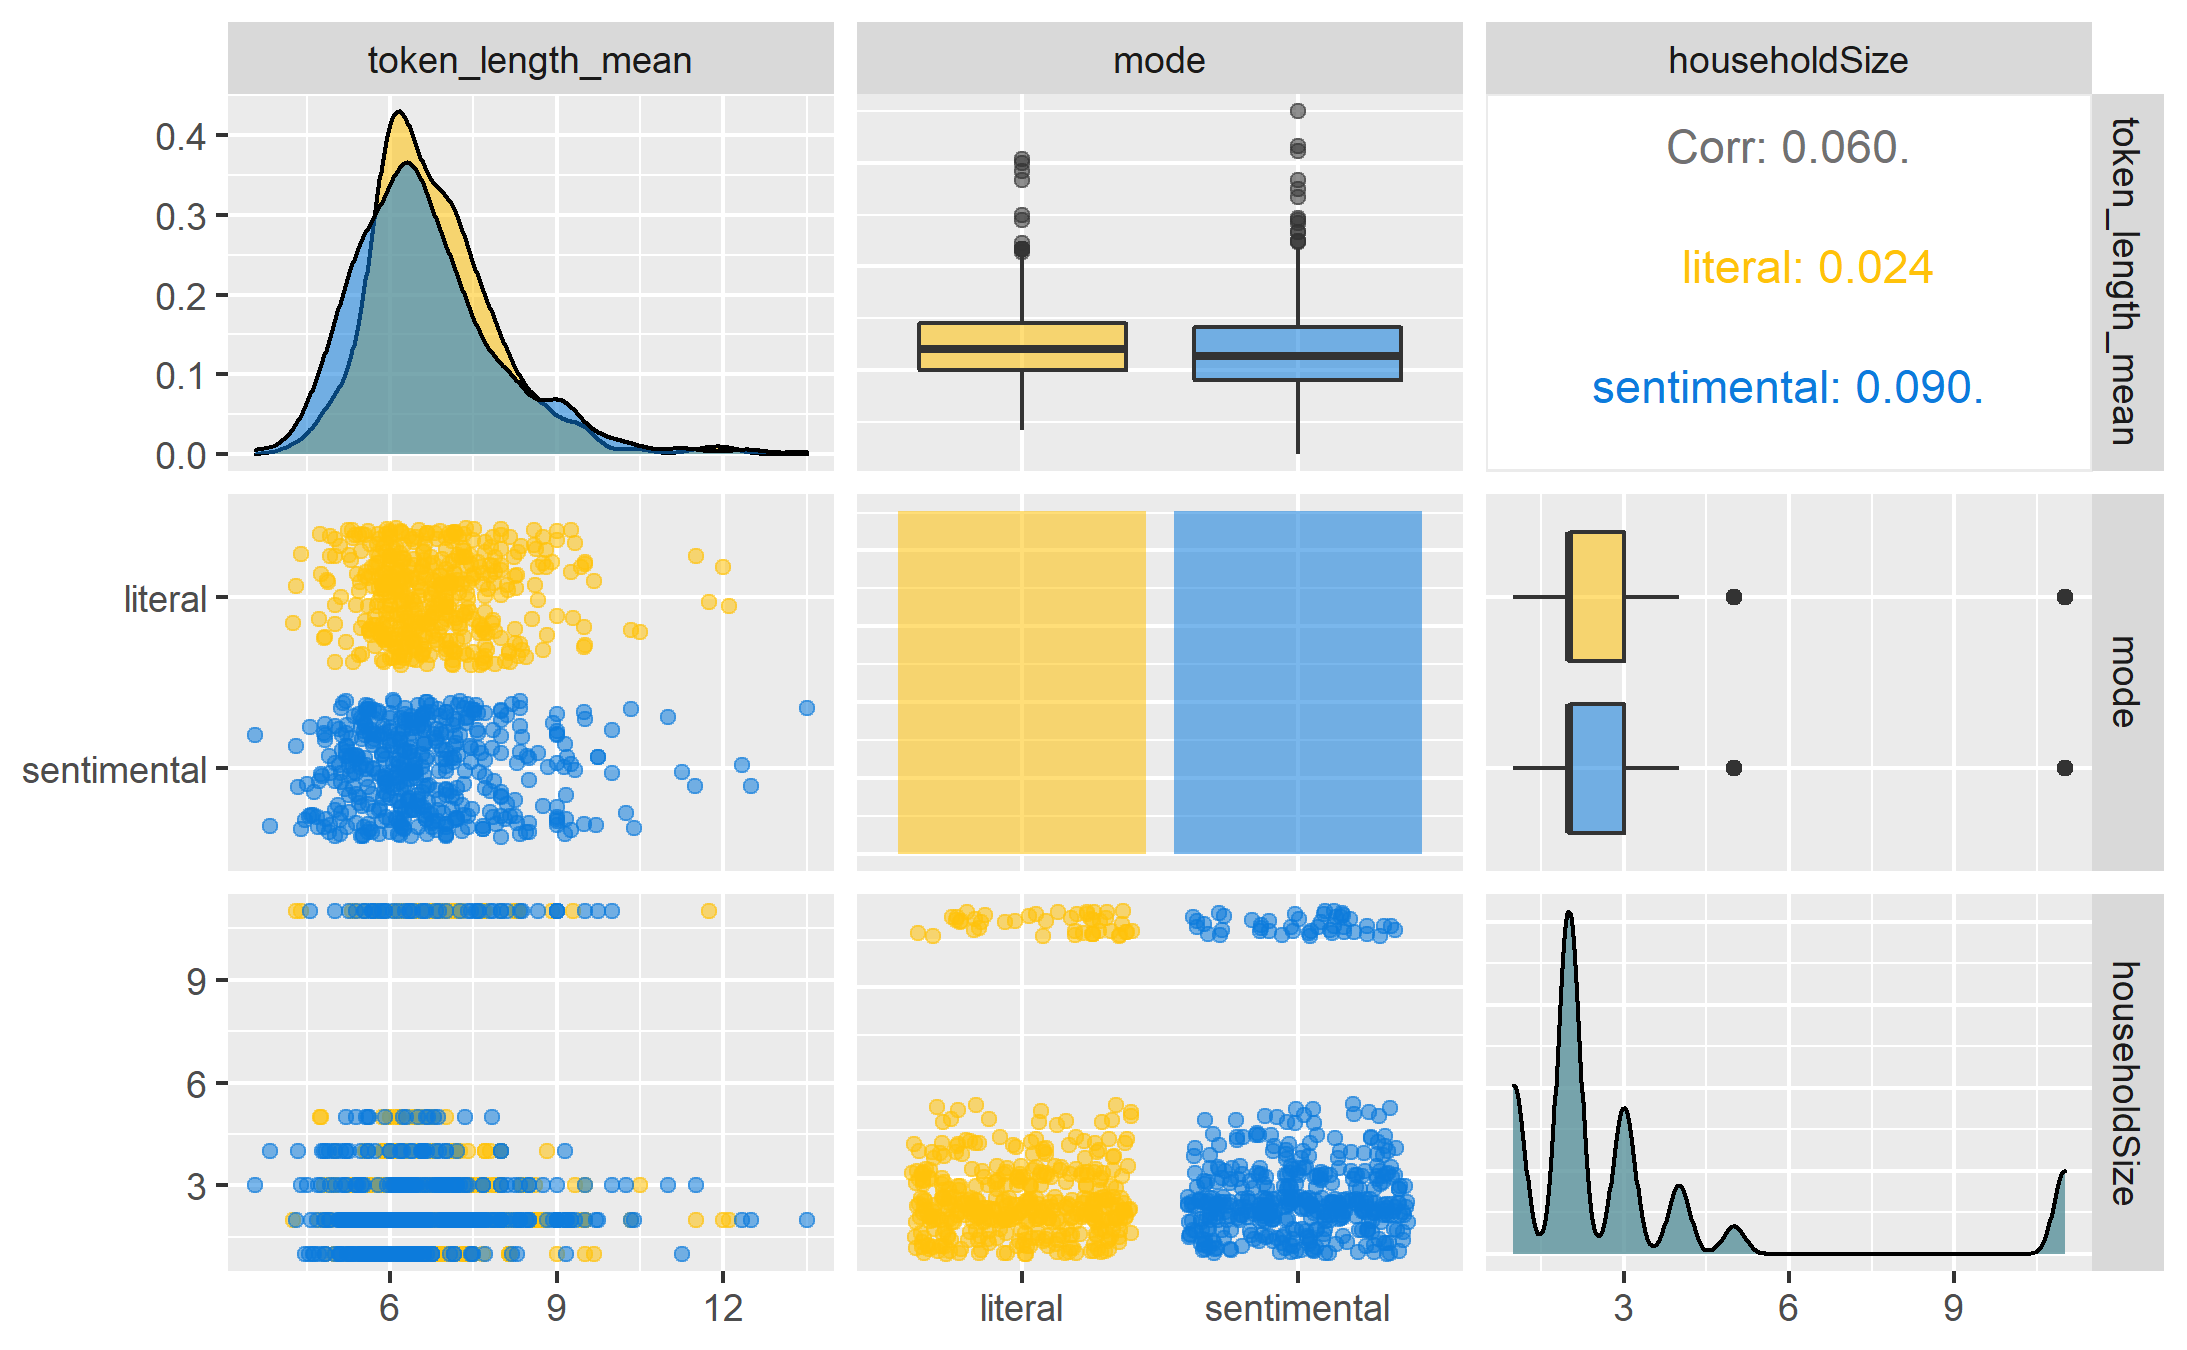 token_length_mean
mode
householdSize
0.4
0.3
0.2
0.1
0.0
Corr: 0.060.
literal: 0.024
sentimental: 0.090.
token_length_mean
literal
sentimental
mode
9
6
3
householdSize
6
9
12
literal
sentimental
3
6
9